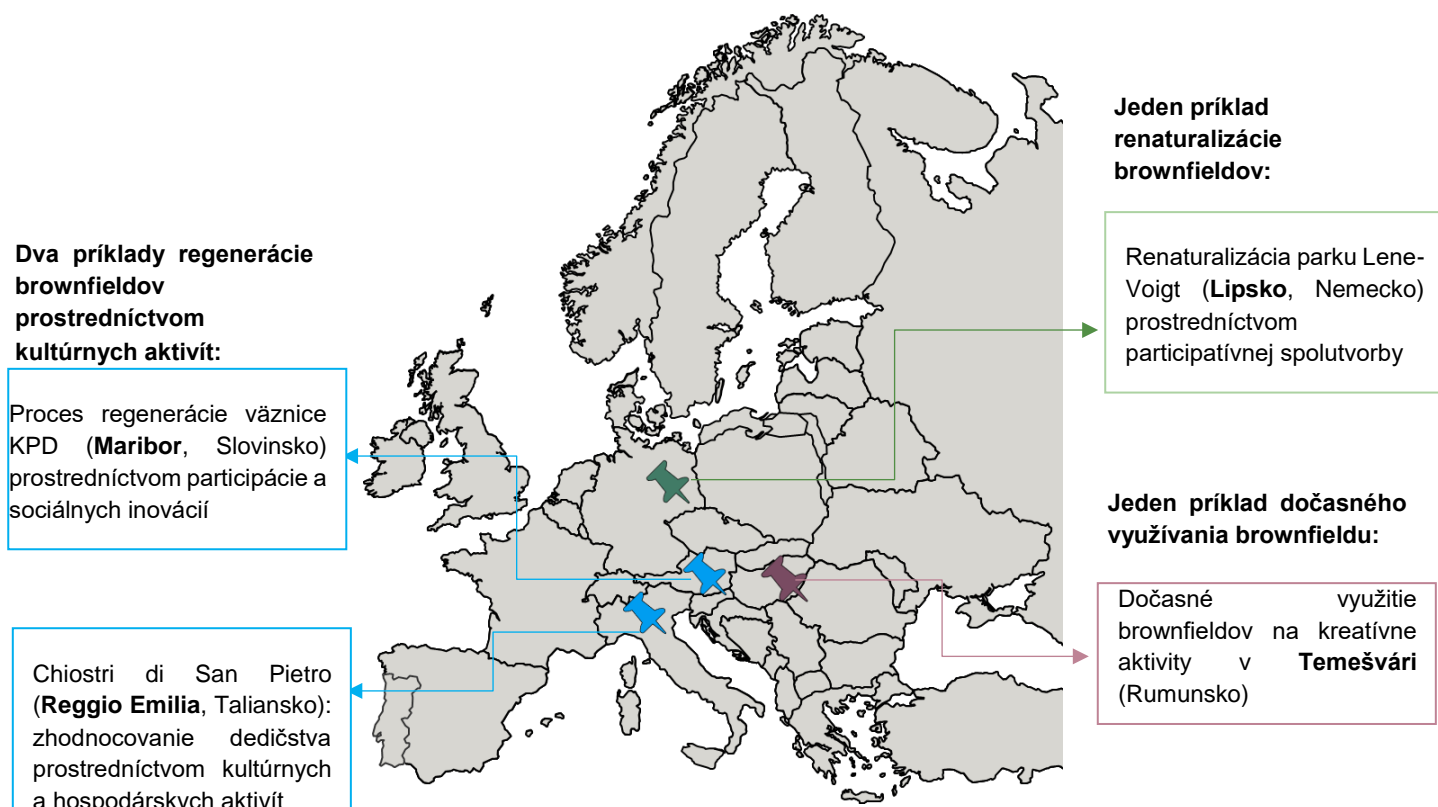 Dva príklady regenerácie
brownfieldov
prostredníctvom
kultúrnych aktivít:
Proces regenerácie väznice
KPD (Maribor, Slovinsko)
prostredníctvom participácie a
sociálnych inovácií
Chiostri di San Pietro
(Reggio Emilia, Taliansko):
zhodnocovanie dedičstva
prostredníctvom kultúrnych
a hospodárskych aktivít
Jeden príklad
renaturalizácie
brownfieldov:
Renaturalizácia parku Lene-
Voigt (Lipsko, Nemecko)
prostredníctvom
participatívnej spolutvorby
Jeden príklad dočasného
využívania brownfieldu:
Dočasné využitie
brownfieldov na kreatívne
aktivity v Temešvári
(Rumunsko)